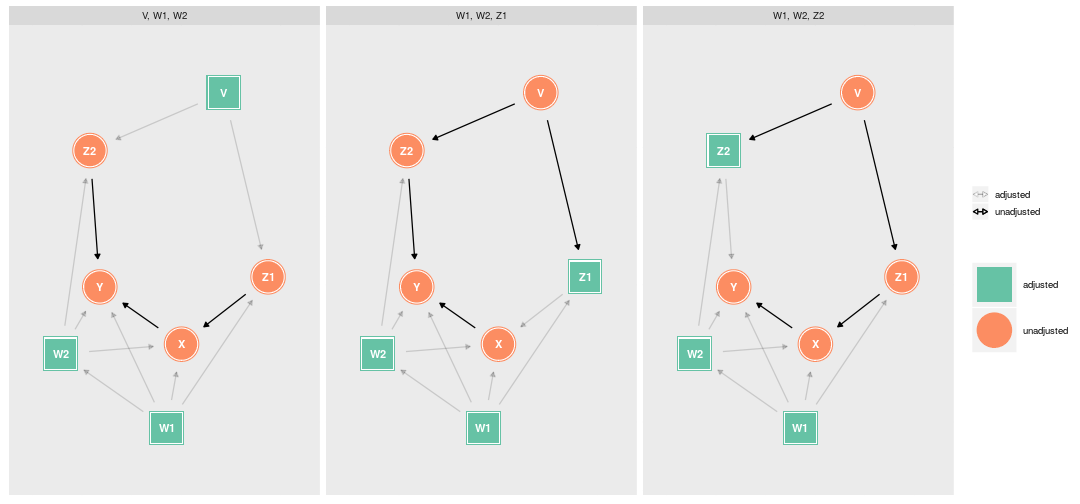 V, W1, W2
W1, W2, Z1
W1, W2, Z2
V
Z2
Y
Z1
X
W2
W1
V
Z2
Y
Z1
X
W2
W1
V
Z2
Y
Z1
X
W2
W1
adjusted
unadjusted
adjusted
unadjusted